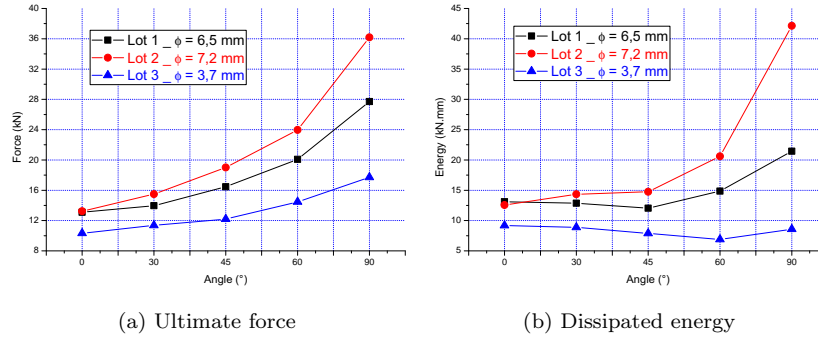 40
36
32
28
24
20
16
12
8
Force (kN)
Lot 1 _ ϕ = 6,5 mm
Lot 2 _ ϕ = 7,2 mm
Lot 3 _ ϕ = 3,7 mm
0 30 45 60 90
Angle (°)
(a) Ultimate force
45
40
35
30
25
20
15
10
5
Energy (kN.mm)
Lot 1 _ ϕ = 6,5 mm
Lot 2 _ ϕ = 7,2 mm
Lot 3 _ ϕ = 3,7 mm
0 30 45 60 90
Angle (°)
(b) Dissipated energy